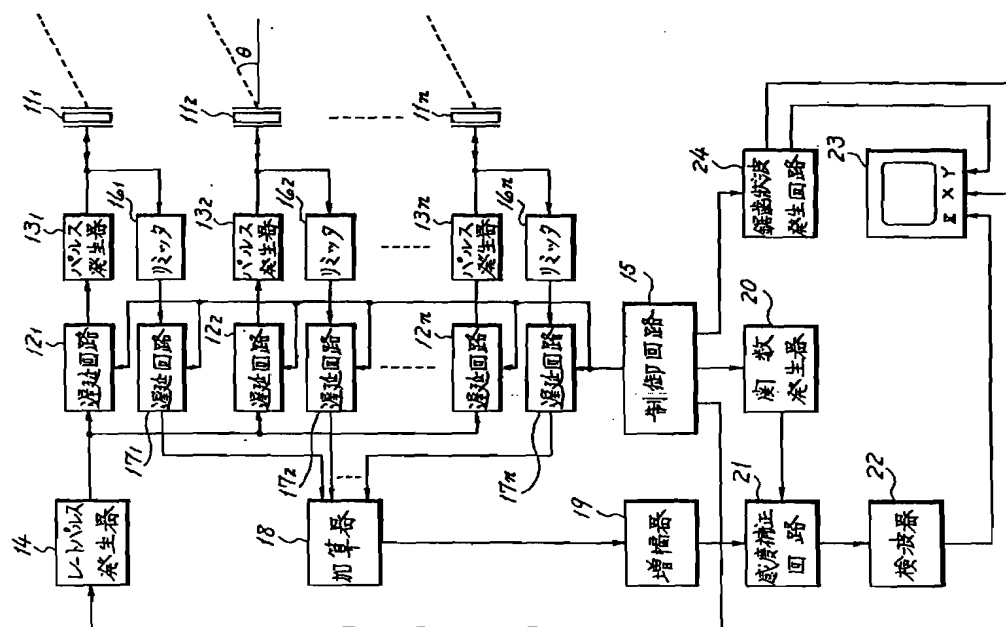 14
レートパルス
発生器
12₁
遅延回路
13₁
パルス
発生器
11₁
17₁
遅延回路
16₁
リミッタ
12₂
遅延回路
13₂
パルス
発生器
11₂
θ
17₂
遅延回路
16₂
リミッタ
12n
遅延回路
13n
パルス
発生器
11n
17n
遅延回路
16n
リミッタ
18
加算器
15
制御回路
24
鋸歯状波
発生回路
19
増幅器
20
関数
発生器
23
Z X Y
21
感度補正
回路
22
検波器